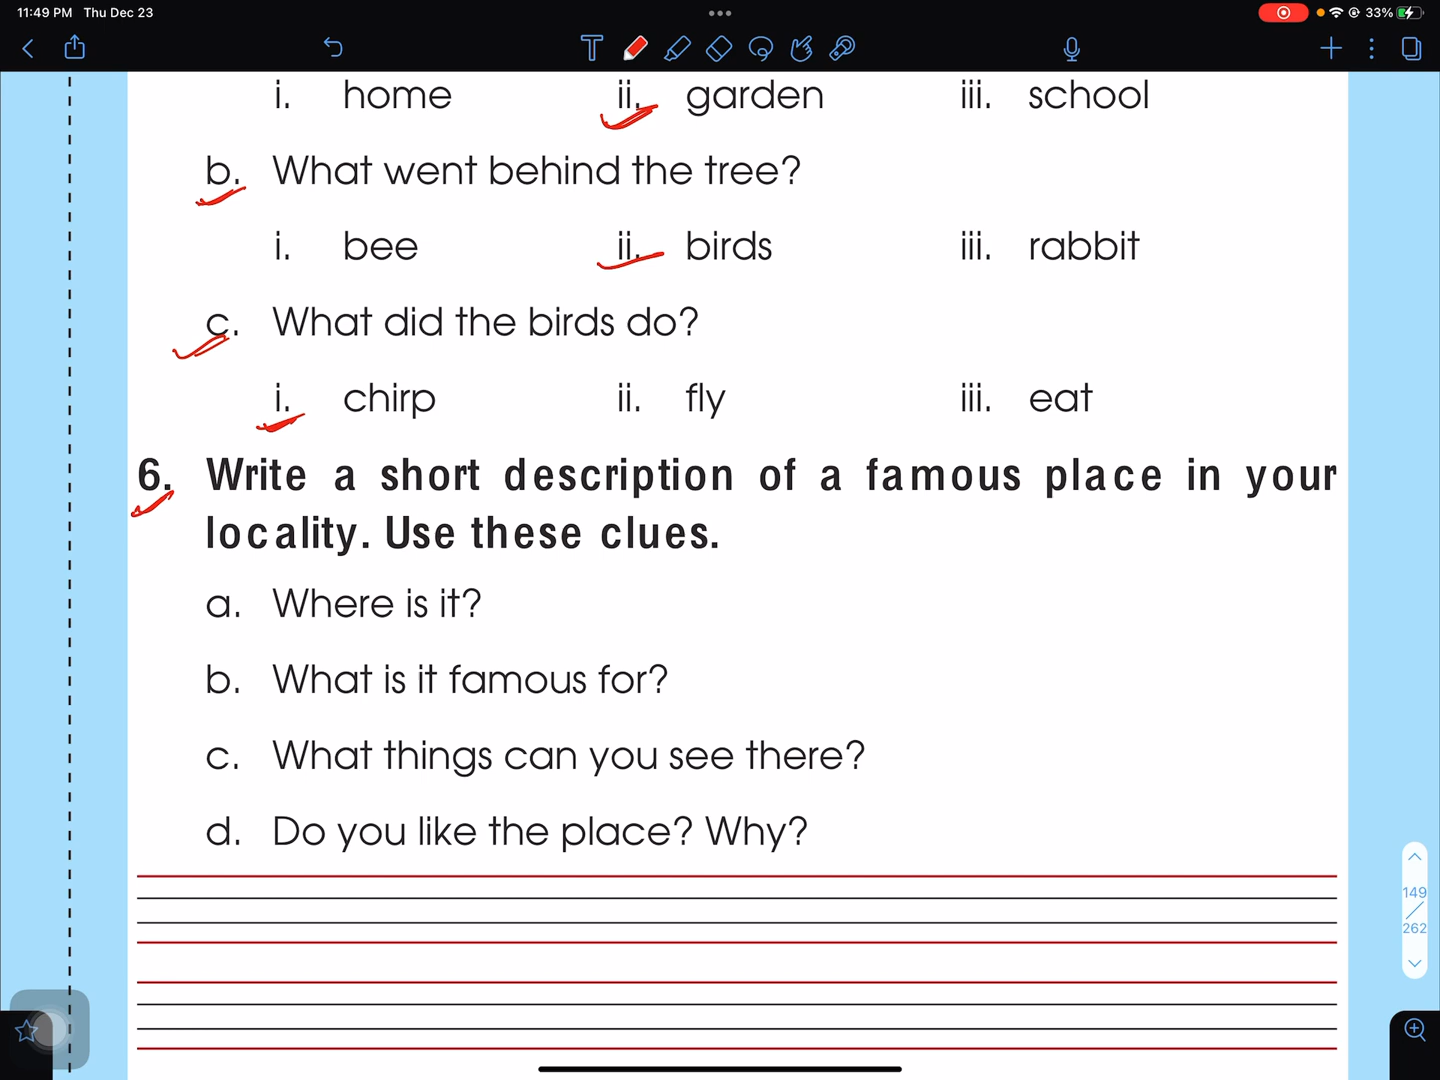 11:49 PM Thu Dec 23
33%
i. home ii. garden iii. school
b. What went behind the tree?
i. bee ii. birds iii. rabbit
c. What did the birds do?
i. chirp ii. fly iii. eat
6. Write a short description of a famous place in your
locality. Use these clues.
a. Where is it?
b. What is it famous for?
c. What things can you see there?
d. Do you like the place? Why?
149
262